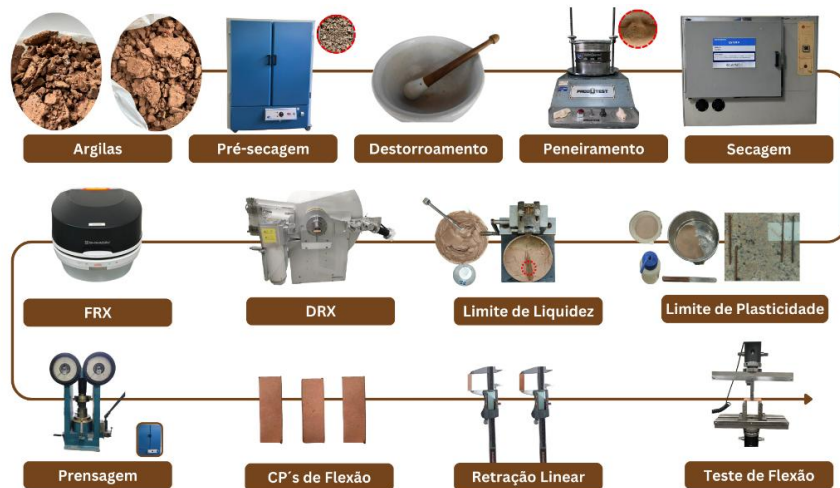 Argilas
Pré-secagem
Destorroamento
Peneiramento
Secagem
FRX
DRX
Limite de Liquidez
Limite de Plasticidade
Prensagem
CP´s de Flexão
Retração Linear
Teste de Flexão